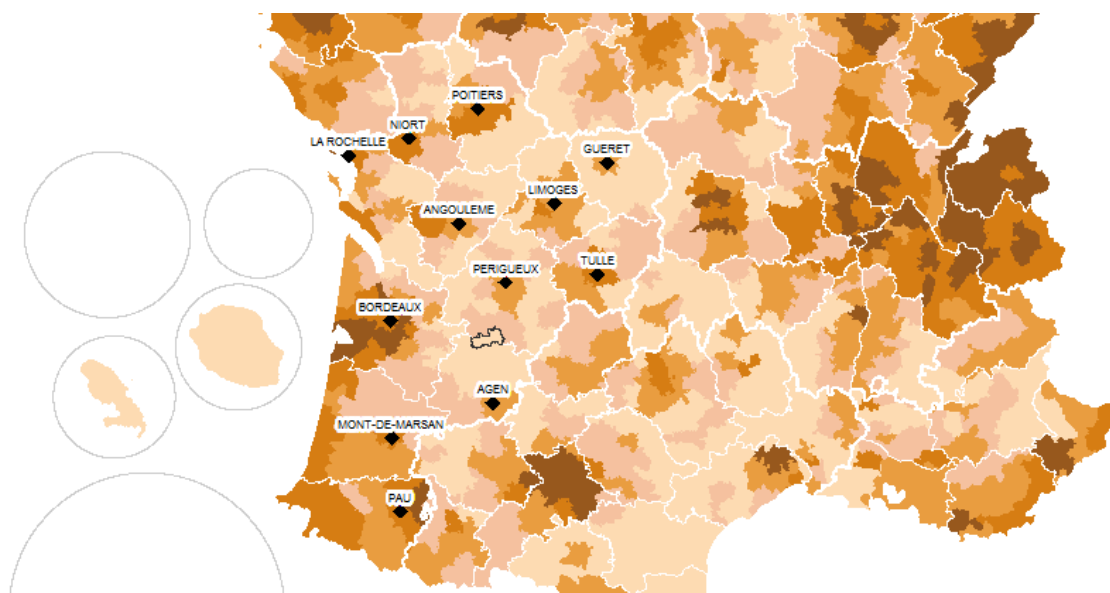 POITIERS
NIORT
LA ROCHELLE
GUERET
LIMOGES
ANGOULEME
TULLE
PERIGUEUX
BORDEAUX
AGEN
MONT-DE-MARSAN
PAU